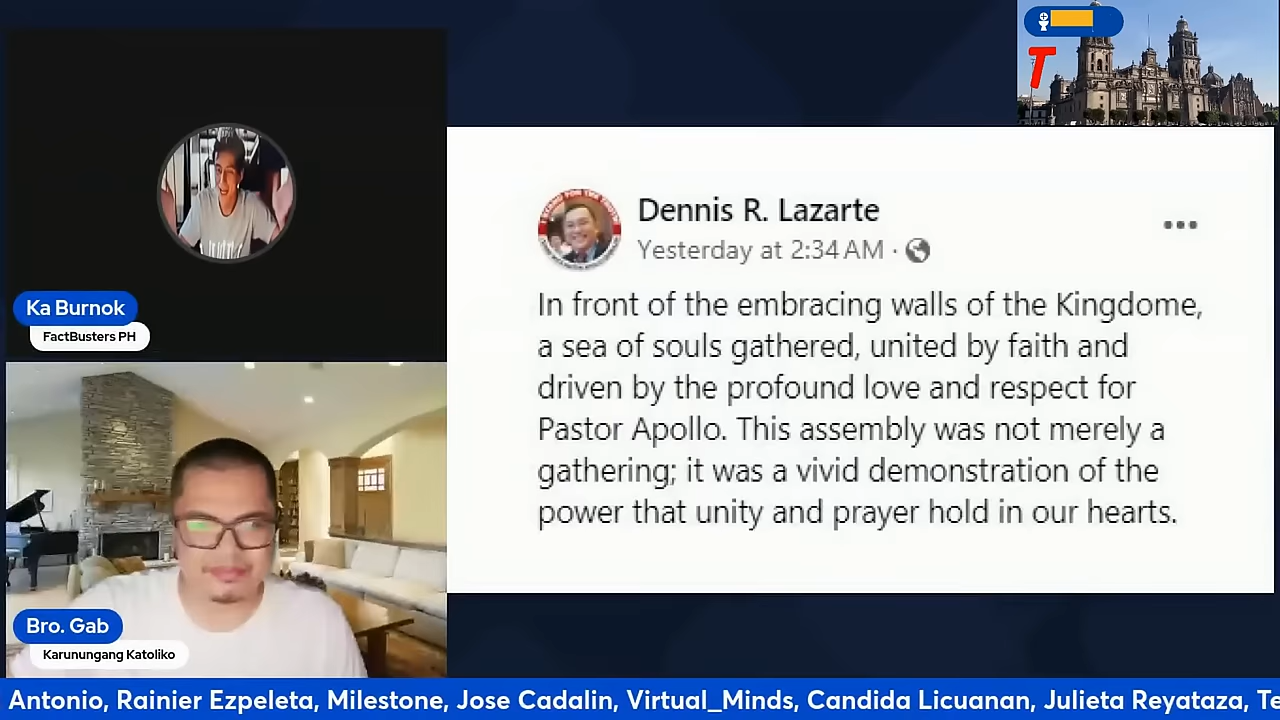 T
Ka Burnok
FactBusters PH
Dennis R. Lazarte
Yesterday at 2:34 AM ·
In front of the embracing walls of the Kingdome,
a sea of souls gathered, united by faith and
driven by the profound love and respect for
Pastor Apollo. This assembly was not merely a
gathering; it was a vivid demonstration of the
power that unity and prayer hold in our hearts.
Bro. Gab
Karunungang Katoliko
Antonio, Rainier Ezpeleta, Milestone, Jose Cadalin, Virtual_Minds, Candida Licuanan, Julieta Reyataza, Te